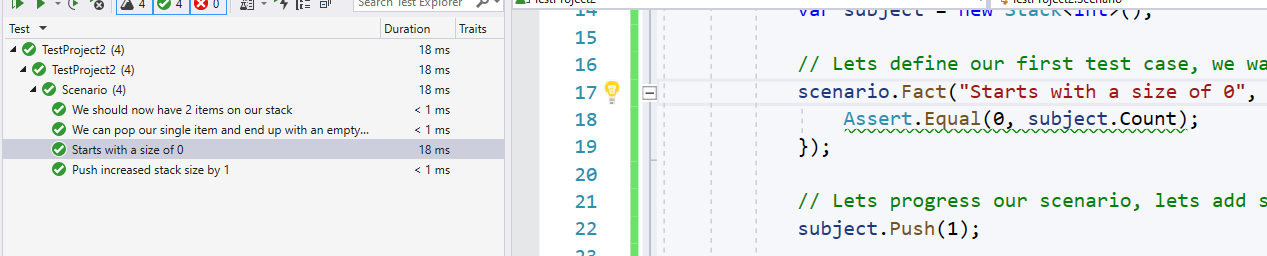 4 4 0 Search Test Explorer
Test Duration Traits
TestProject2 (4) 18 ms
TestProject2 (4) 18 ms
Scenario (4) 18 ms
We should now have 2 items on our stack < 1 ms
We can pop our single item and end up with an empty... < 1 ms
Starts with a size of 0 18 ms
Push increased stack size by 1 < 1 ms
TestProject2 TestProject2.Scenario
14 var subject = new Stack<int>();
15
16 // Lets define our first test case, we wa
17 scenario.Fact("Starts with a size of 0",
18 Assert.Equal(0, subject.Count);
19 });
20
21 // Lets progress our scenario, lets add s
22 subject.Push(1);
23